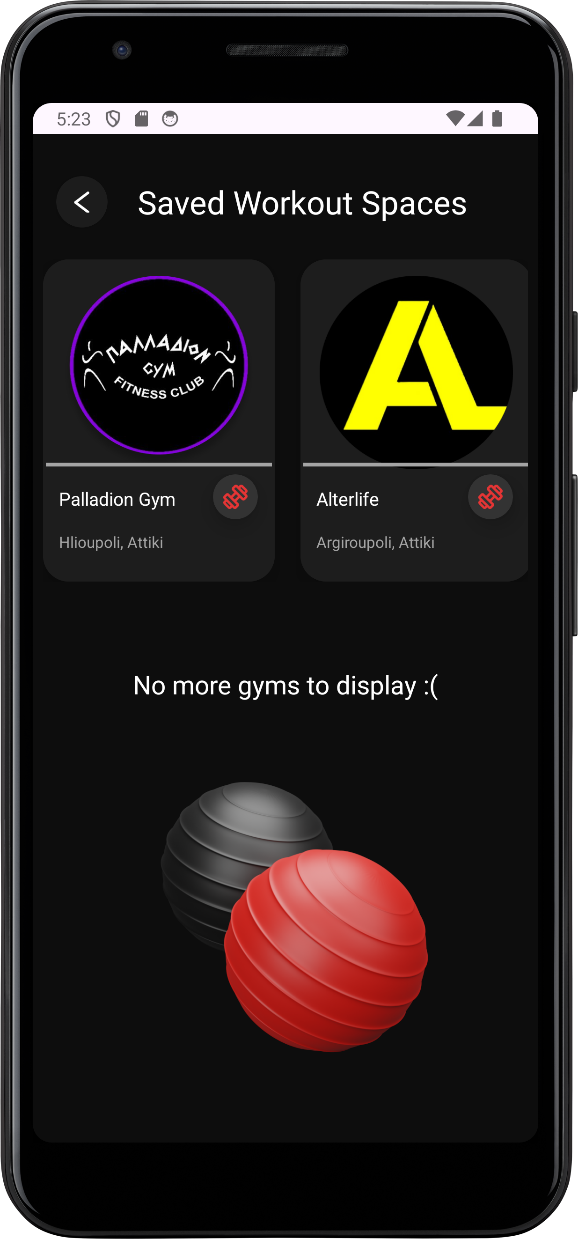 5:23
Saved Workout Spaces
ΠΑΛΛΑΔΙΟΝ
GYM
FITNESS CLUB
AL
Palladion Gym
Alterlife
Hlioupoli, Attiki
Argiroupoli, Attiki
No more gyms to display :(